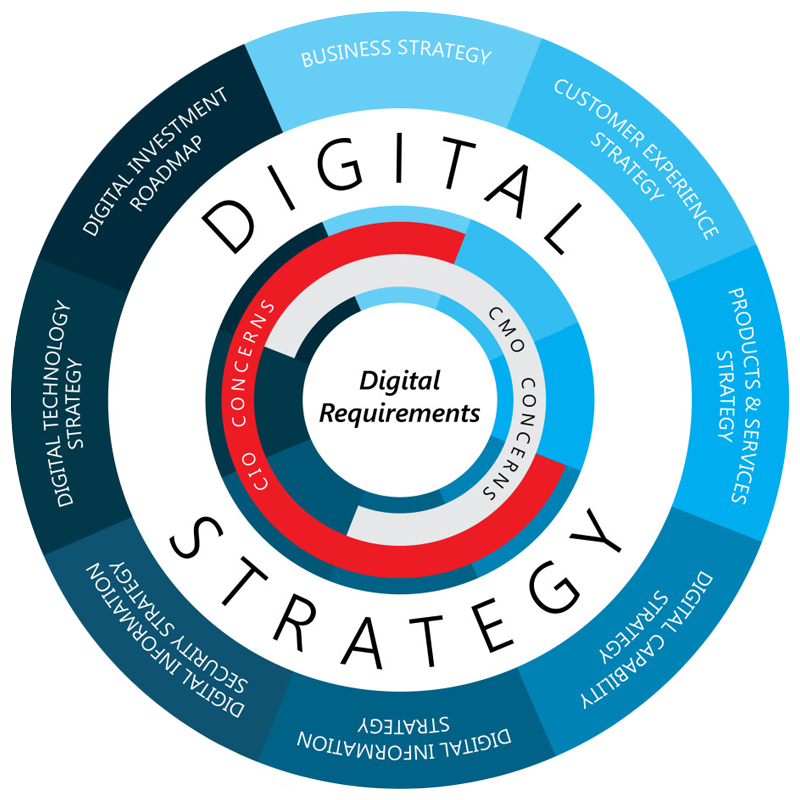 BUSINESS STRATEGY
CUSTOMER EXPERIENCE
STRATEGY
PRODUCTS & SERVICES
STRATEGY
DIGITAL CAPABILITY
STRATEGY
DIGITAL INFORMATION
STRATEGY
DIGITAL INFORMATION
SECURITY STRATEGY
DIGITAL TECHNOLOGY
STRATEGY
DIGITAL INVESTMENT
ROADMAP
DIGITAL
STRATEGY
CIO CONCERNS
CMO CONCERNS
Digital
Requirements